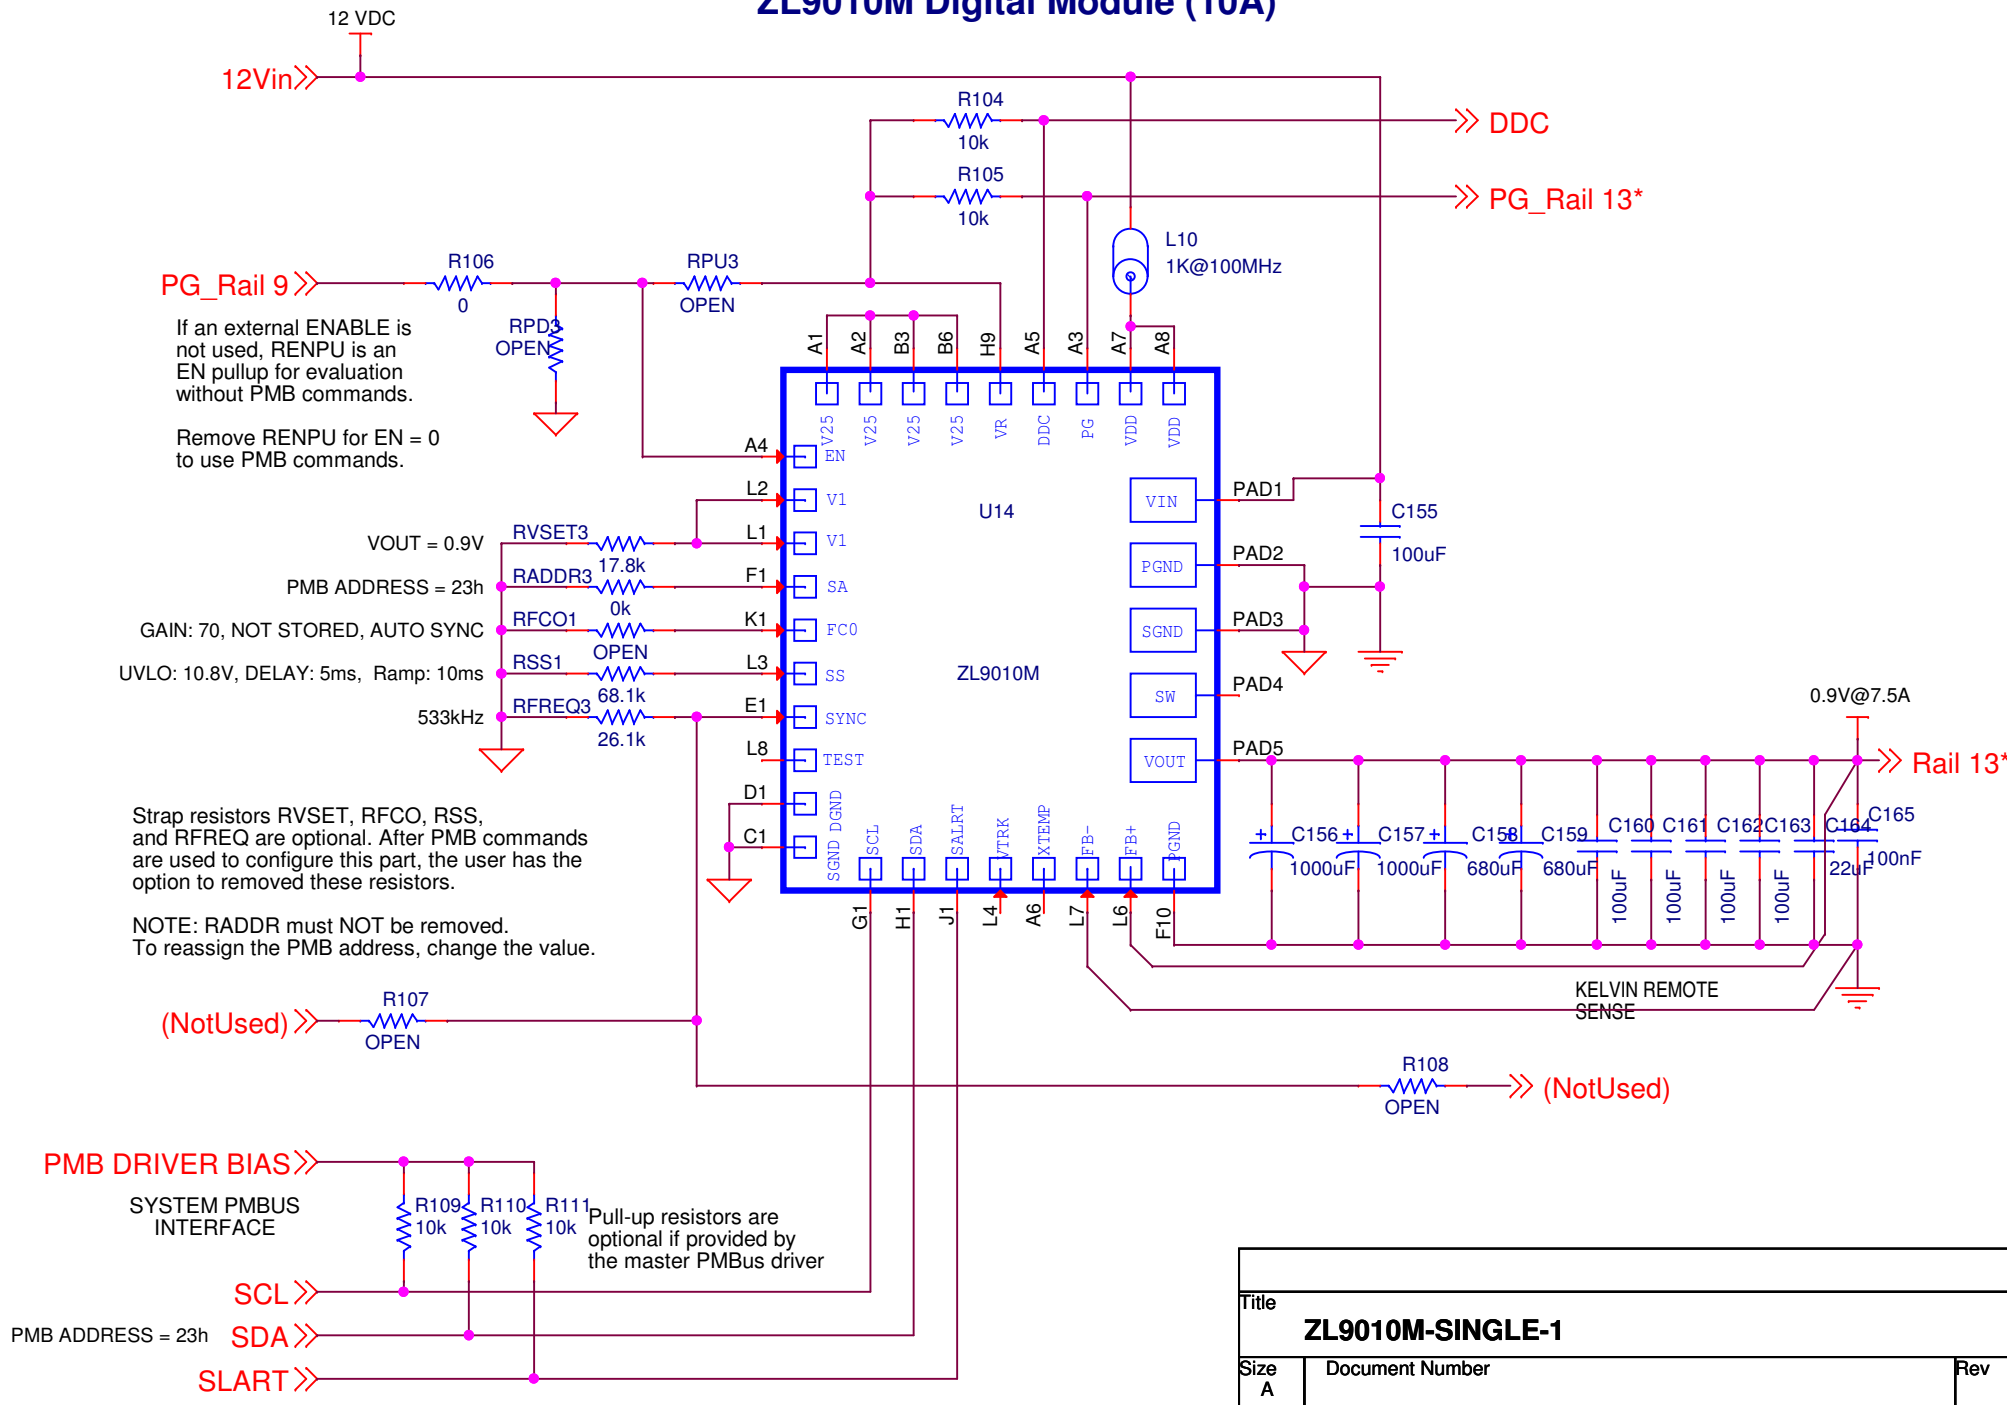 ZL9010M Digital Module (10A)
12 VDC
12Vin
R104
10k
DDC
R105
10k
PG_Rail 13*
L10
1K@100MHz
PG_Rail 9
R106
0
RPU3
OPEN
RPD3
OPEN
If an external ENABLE is
not used, RENPU is an
EN pullup for evaluation
without PMB commands.
Remove RENPU for EN = 0
to use PMB commands.
A1
A2
B3
B6
H9
A5
A3
A7
A8
V25
V25
V25
V25
VR
DDC
PG
VDD
VDD
A4
EN
L2
V1
L1
V1
F1
SA
K1
FC0
L3
SS
E1
SYNC
L8
TEST
D1
DGND
C1
SGND
U14
ZL9010M
VIN
PAD1
PGND
PAD2
SGND
PAD3
SW
PAD4
VOUT
PAD5
C155
100uF
VOUT = 0.9V
RVSET3
17.8k
PMB ADDRESS = 23h
RADDR3
0k
GAIN: 70, NOT STORED, AUTO SYNC
RFCO1
OPEN
UVLO: 10.8V, DELAY: 5ms, Ramp: 10ms
RSS1
68.1k
533kHz
RFREQ3
26.1k
Strap resistors RVSET, RFCO, RSS,
and RFREQ are optional. After PMB commands
are used to configure this part, the user has the
option to removed these resistors.
NOTE: RADDR must NOT be removed.
To reassign the PMB address, change the value.
SCL
SDA
SALRT
VTRK
XTEMP
FB-
FB+
PGND
G1
H1
J1
L4
A6
L7
L6
F10
0.9V@7.5A
Rail 13*
C156
1000uF
C157
1000uF
C158
680uF
C159
680uF
C160
100uF
C161
100uF
C162
100uF
C163
100uF
C164
22uF
C165
100nF
KELVIN REMOTE
SENSE
(NotUsed)
R107
OPEN
R108
OPEN
(NotUsed)
PMB DRIVER BIAS
SYSTEM PMBUS
INTERFACE
R109
10k
R110
10k
R111
10k
Pull-up resistors are
optional if provided by
the master PMBus driver
SCL
PMB ADDRESS = 23h
SDA
SLART
Title
ZL9010M-SINGLE-1
Size
A
Document Number
Rev